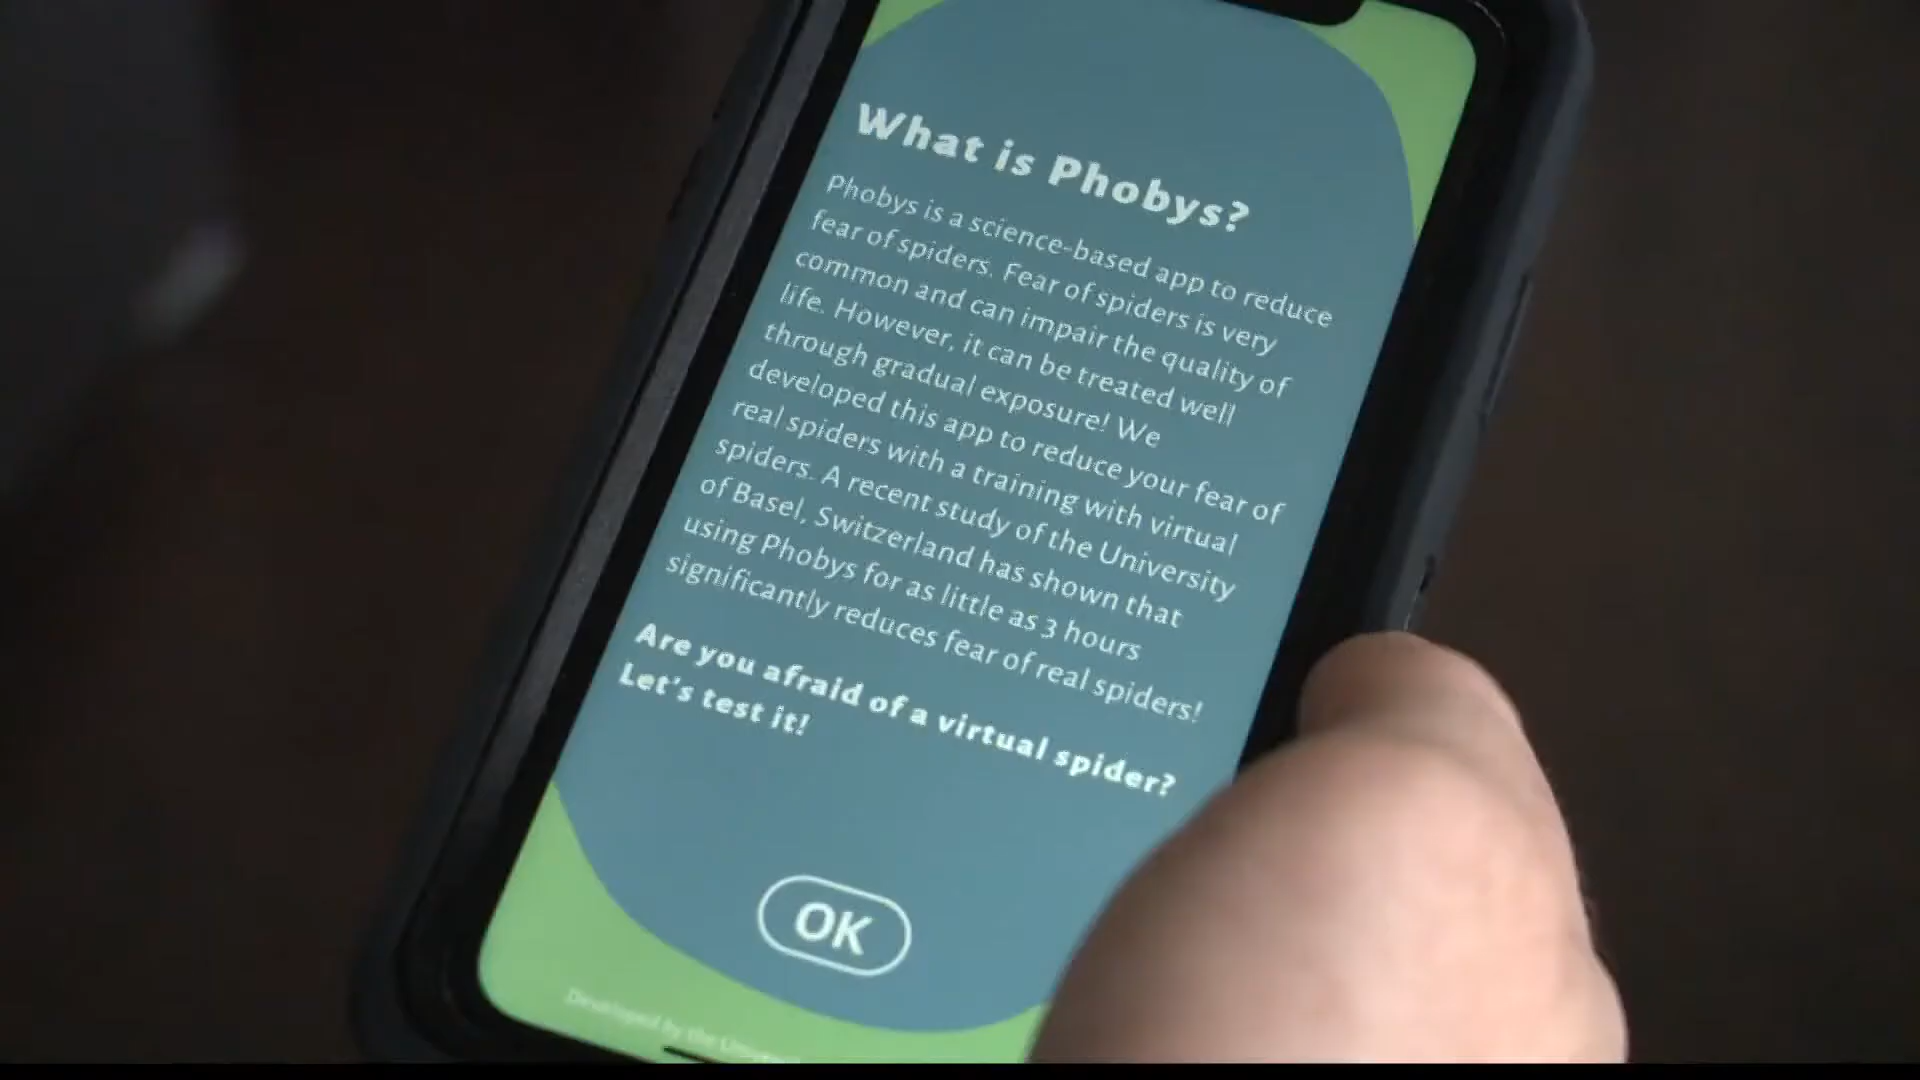 What is Phobys?
Phobys is a science-based app to reduce
fear of spiders. Fear of spiders is very
common and can impair the quality of
life. However, it can be treated well
through gradual exposure! We
developed this app to reduce your fear of
real spiders with a training with virtual
spiders. A recent study of the University
of Basel, Switzerland has shown that
using Phobys for as little as 3 hours
significantly reduces fear of real spiders!
Are you afraid of a virtual spider?
Let's test it!
OK
Developed by the